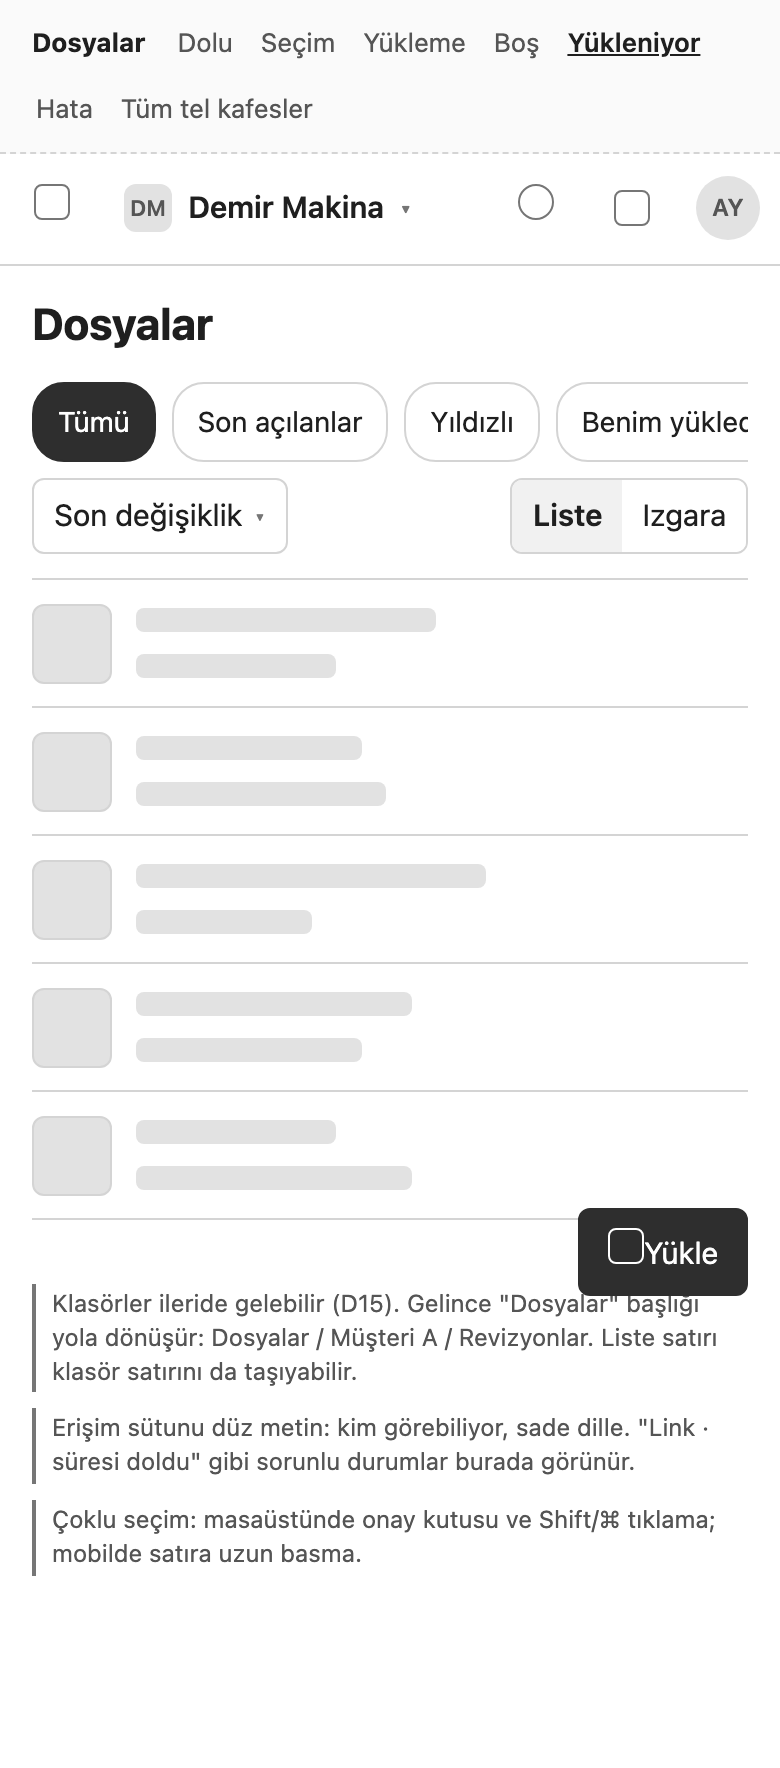 Dosyalar Dolu Seçim Yükleme Boş Yükleniyor
Hata Tüm tel kafesler
DM Demir Makina ▾ AY
Dosyalar
Tümü Son açılanlar Yıldızlı Benim yükled
Son değişiklik ▾ Liste Izgara
Yükle
Klasörler ileride gelebilir (D15). Gelince "Dosyalar" başlığı
yola dönüşür: Dosyalar / Müşteri A / Revizyonlar. Liste satırı
klasör satırını da taşıyabilir.
Erişim sütunu düz metin: kim görebiliyor, sade dille. "Link ·
süresi doldu" gibi sorunlu durumlar burada görünür.
Çoklu seçim: masaüstünde onay kutusu ve Shift/⌘ tıklama;
mobilde satıra uzun basma.